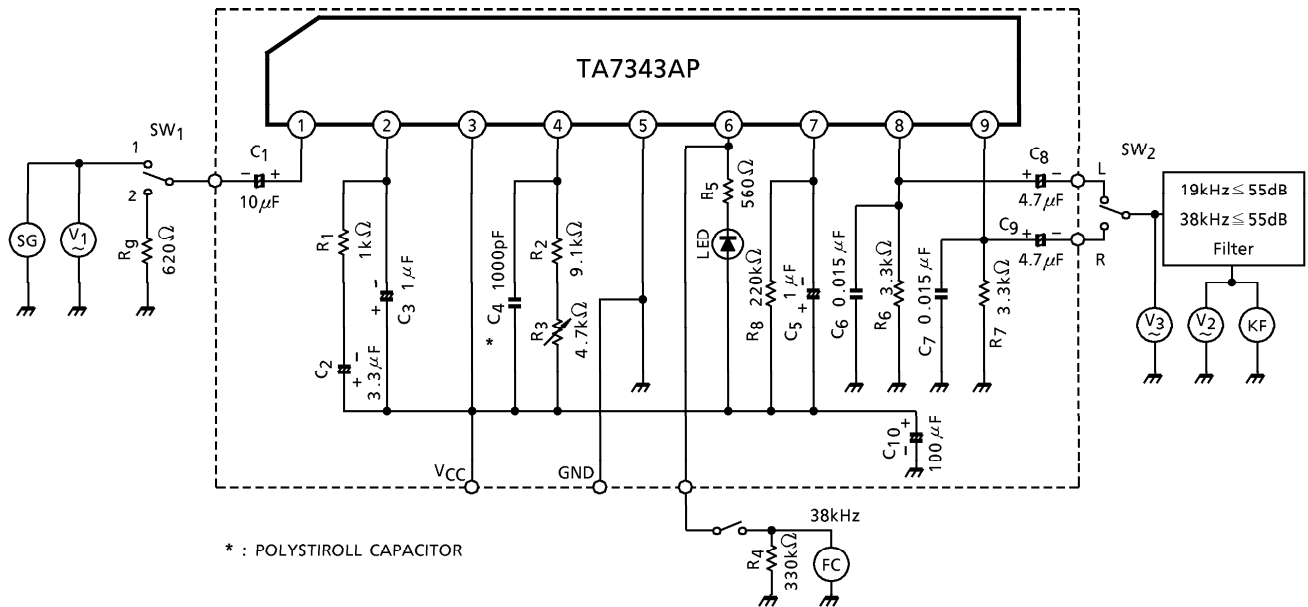 TA7343AP
1 2 3 4 5 6 7 8 9
SW1
1
2
SG
V1
~
Rg
620Ω
C1
- +
10μF
R1
1kΩ
C2
+ -
3.3μF
+ -
C3 1μF
C4 1000pF
*
R2
9.1kΩ
R3
4.7kΩ
R5
560Ω
LED
R8 220kΩ
C5 1μF
+ -
C6 0.015μF
R6 3.3kΩ
C7 0.015μF
R7 3.3kΩ
C8
+ -
4.7μF
C9
+ -
4.7μF
L
R
SW2
19kHz≦55dB
38kHz≦55dB
Filter
V3
~
V2
~
KF
C10
+
-
100μF
VCC
GND
38kHz
R4
330kΩ
FC
* : POLYSTIROLL CAPACITOR